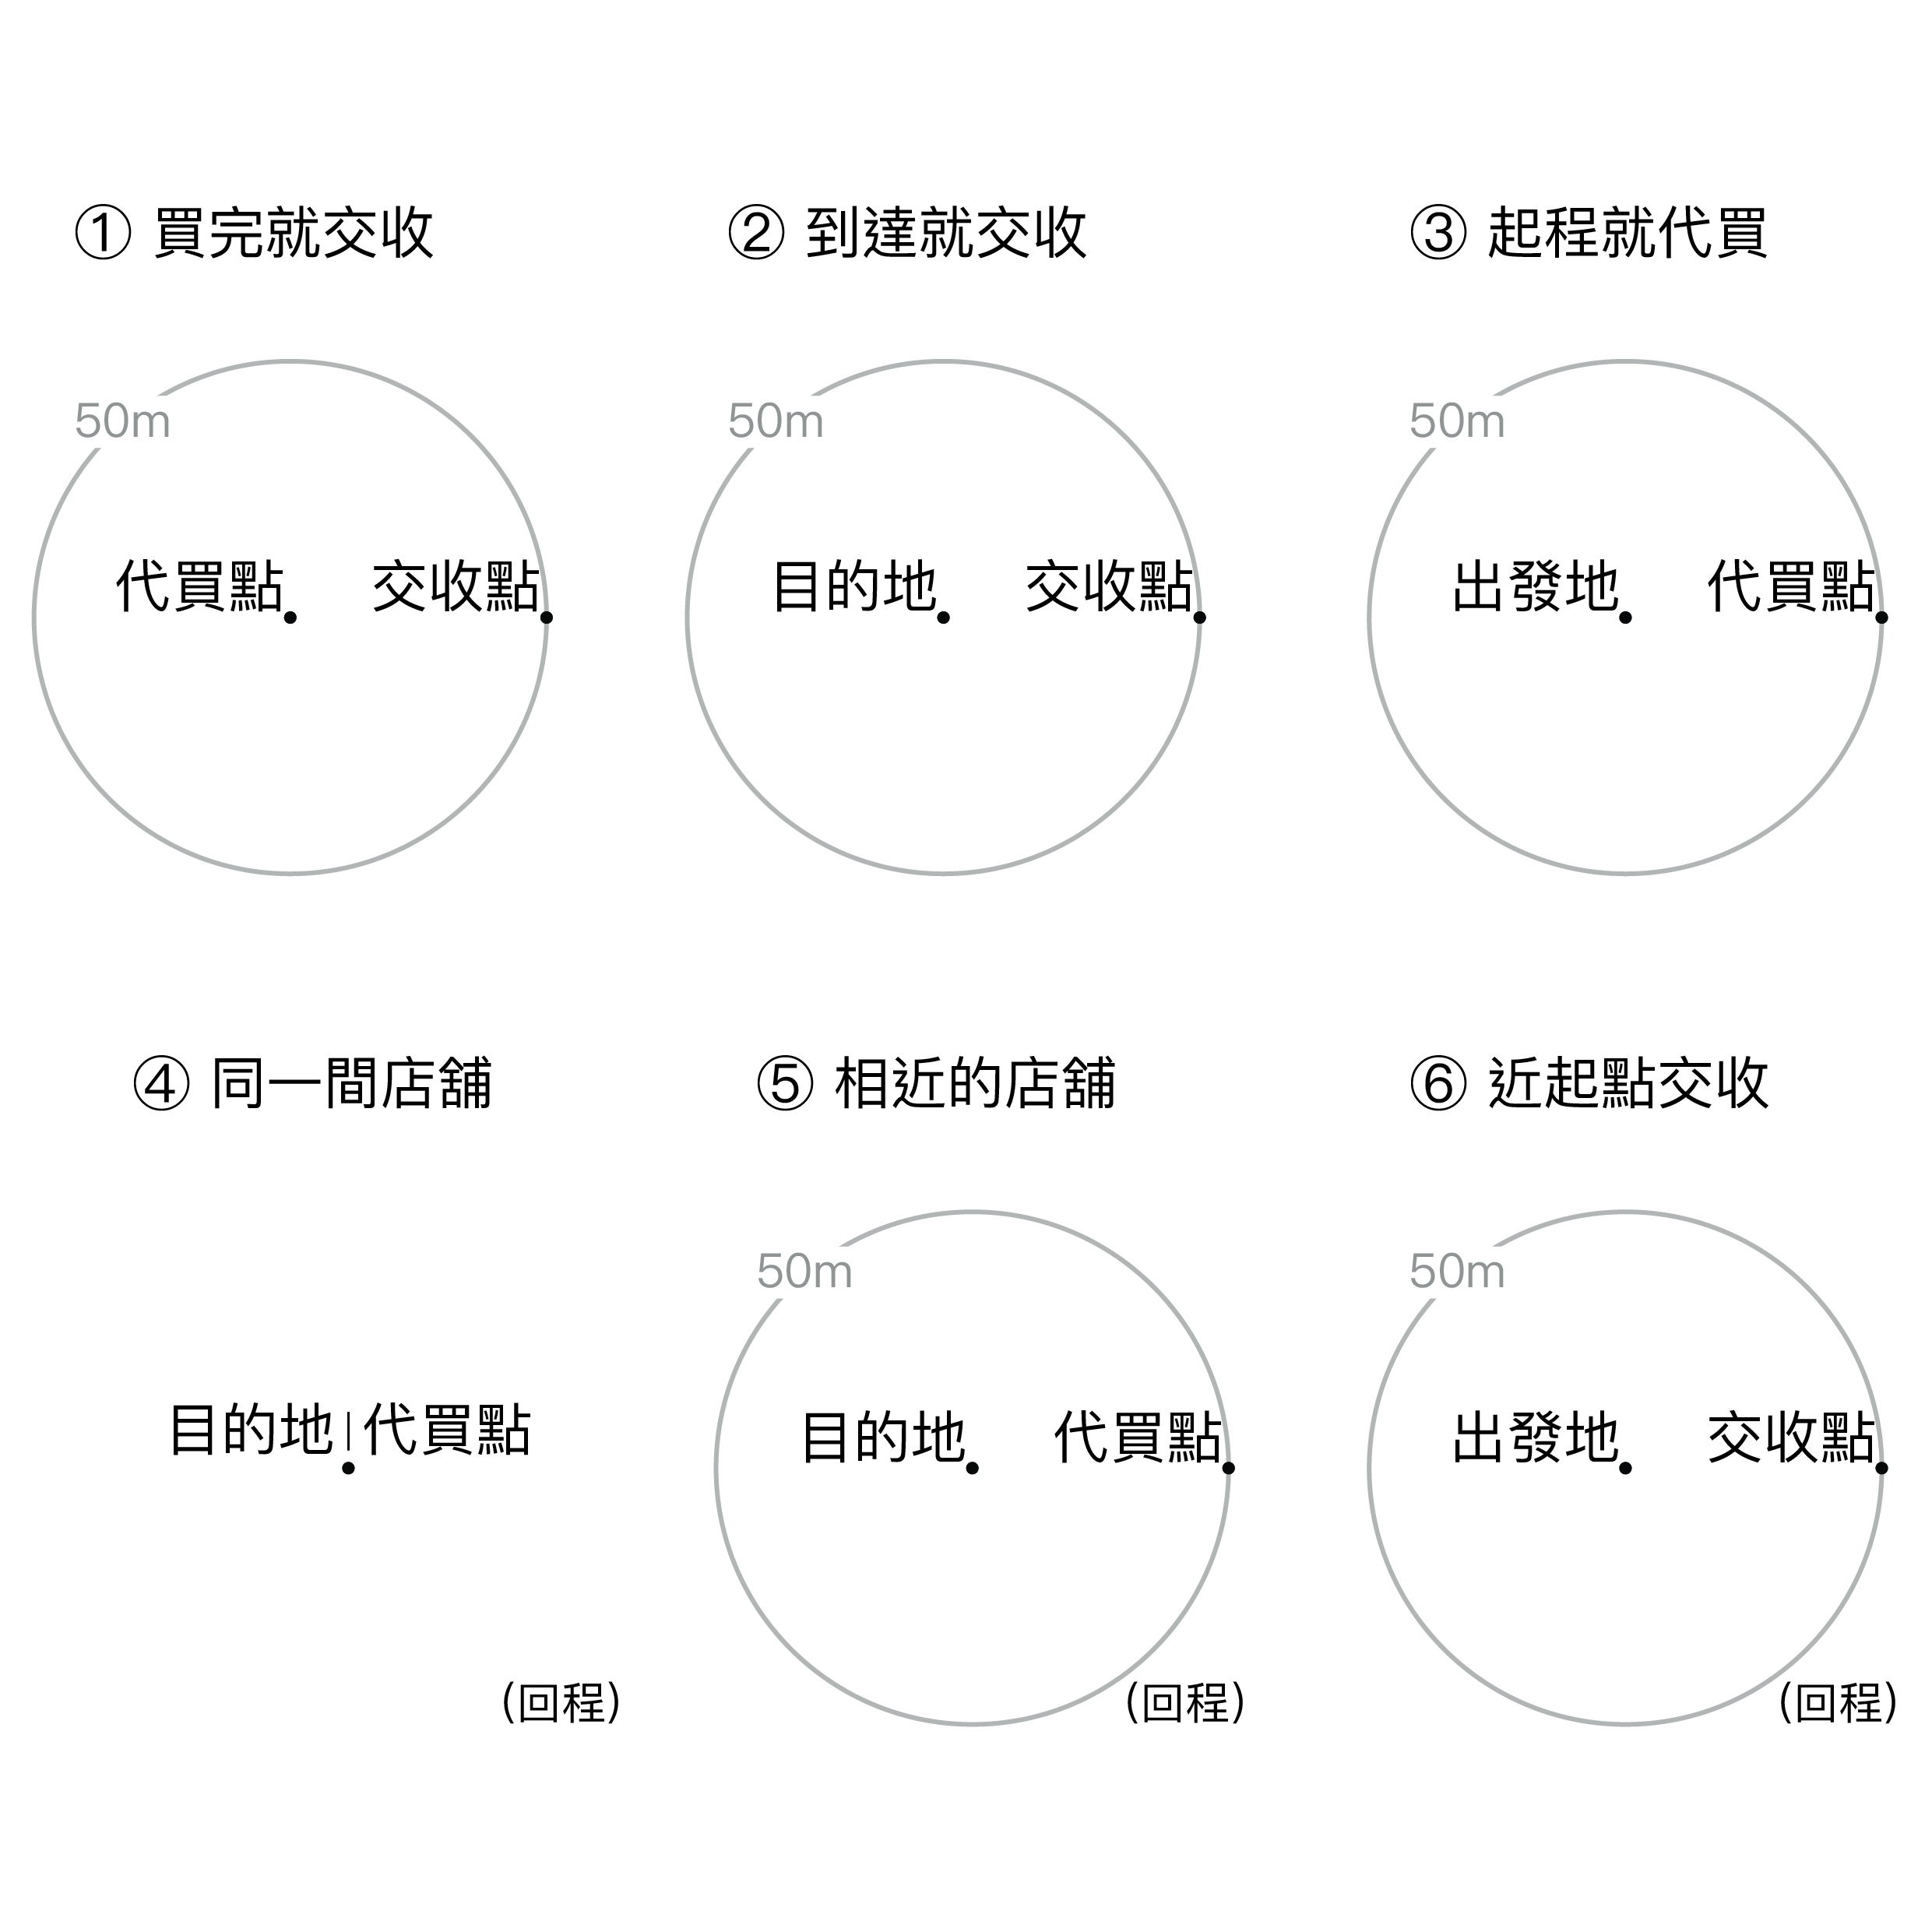 ① 買完就交收
50m
代買點 交收點
② 到達就交收
50m
目的地 交收點
③ 起程就代買
50m
出發地 代買點
④ 同一間店舖
目的地|代買點
(回程)
⑤ 相近的店舖
50m
目的地 代買點
(回程)
⑥ 近起點交收
50m
出發地 交收點
(回程)